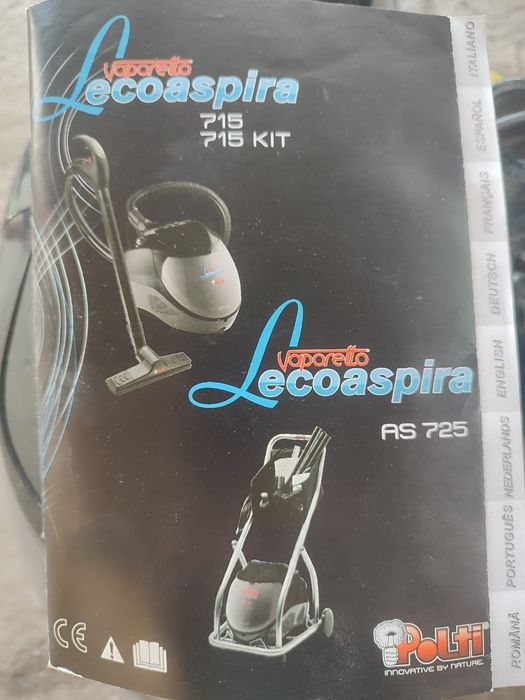 Vaporetto
Lecoaspira
715
715 KIT
Vaporetto
Lecoaspira
AS 725
CE
POLTI
INNOVATIVE BY NATURE.
ITALIANO
ESPAÑOL
FRANÇAIS
DEUTSCH
ENGLISH
NEDERLANDS
PORTUGUÊS
ROMÂNĂ